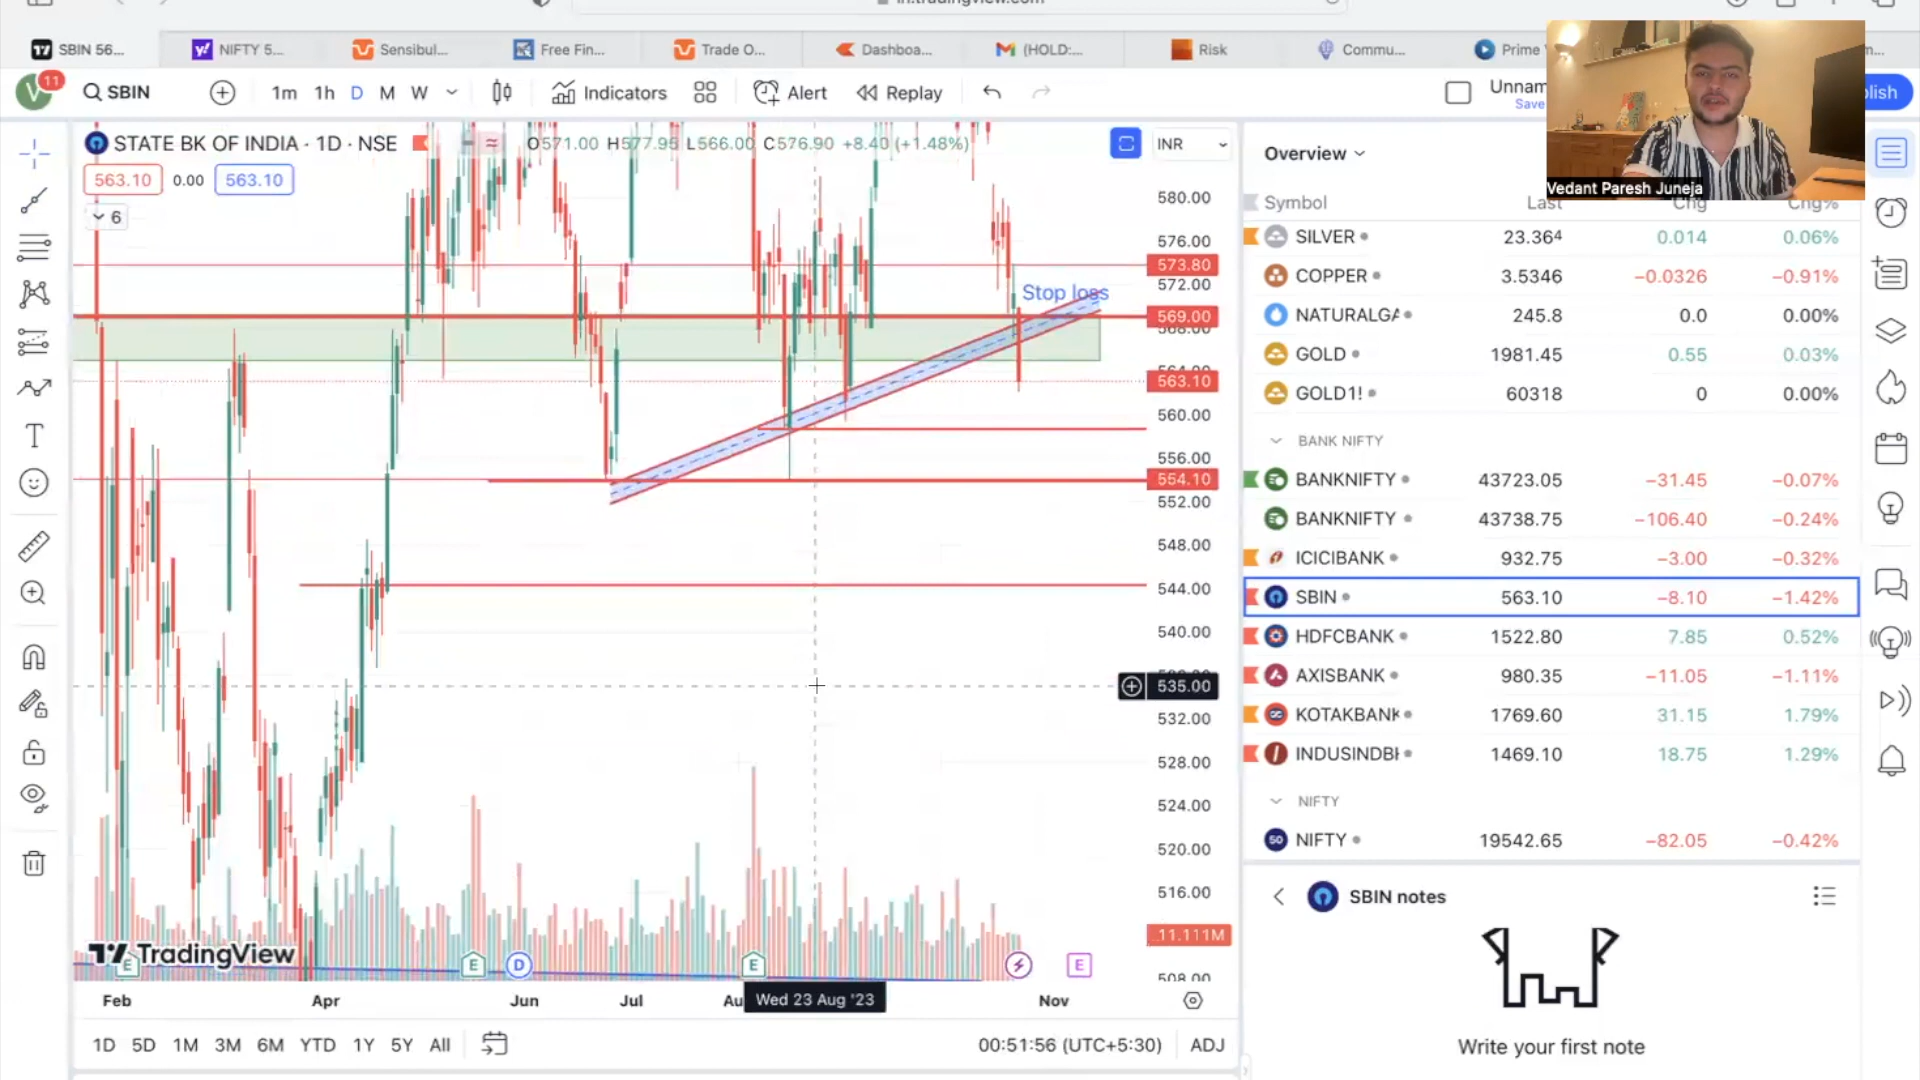 in.tradingview.com
SBIN 56...
NIFTY 5...
Sensibul...
Free Fin...
Trade O...
Dashboa...
(HOLD:...
Risk
Commu...
Prime
V
11
SBIN
1m
1h
D
M
W
Indicators
Alert
Replay
Unnam
Save
blish
Vedant Paresh Juneja
STATE BK OF INDIA · 1D · NSE
O571.00 H577.95 L566.00 C576.90 +8.40 (+1.48%)
INR
563.10
0.00
563.10
6
Stop loss
580.00
576.00
573.80
572.00
569.00
568.00
563.10
560.00
556.00
554.10
552.00
548.00
544.00
540.00
535.00
532.00
528.00
524.00
520.00
516.00
11.111M
508.00
TradingView
E
E
D
E
E
Feb
Apr
Jun
Jul
Au
Wed 23 Aug '23
Nov
1D
5D
1M
3M
6M
YTD
1Y
5Y
All
00:51:56 (UTC+5:30)
ADJ
Overview
Symbol
Last
Chg
Chg%
SILVER 23.364 0.014 0.06%
COPPER 3.5346 −0.0326 −0.91%
NATURALGA 245.8 0.0 0.00%
GOLD 1981.45 0.55 0.03%
GOLD1! 60318 0 0.00%
BANK NIFTY
BANKNIFTY 43723.05 −31.45 −0.07%
BANKNIFTY 43738.75 −106.40 −0.24%
ICICIBANK 932.75 −3.00 −0.32%
SBIN 563.10 −8.10 −1.42%
HDFCBANK 1522.80 7.85 0.52%
AXISBANK 980.35 −11.05 −1.11%
KOTAKBANK 1769.60 31.15 1.79%
INDUSINDB 1469.10 18.75 1.29%
NIFTY
50 NIFTY 19542.65 −82.05 −0.42%
SBIN notes
Write your first note